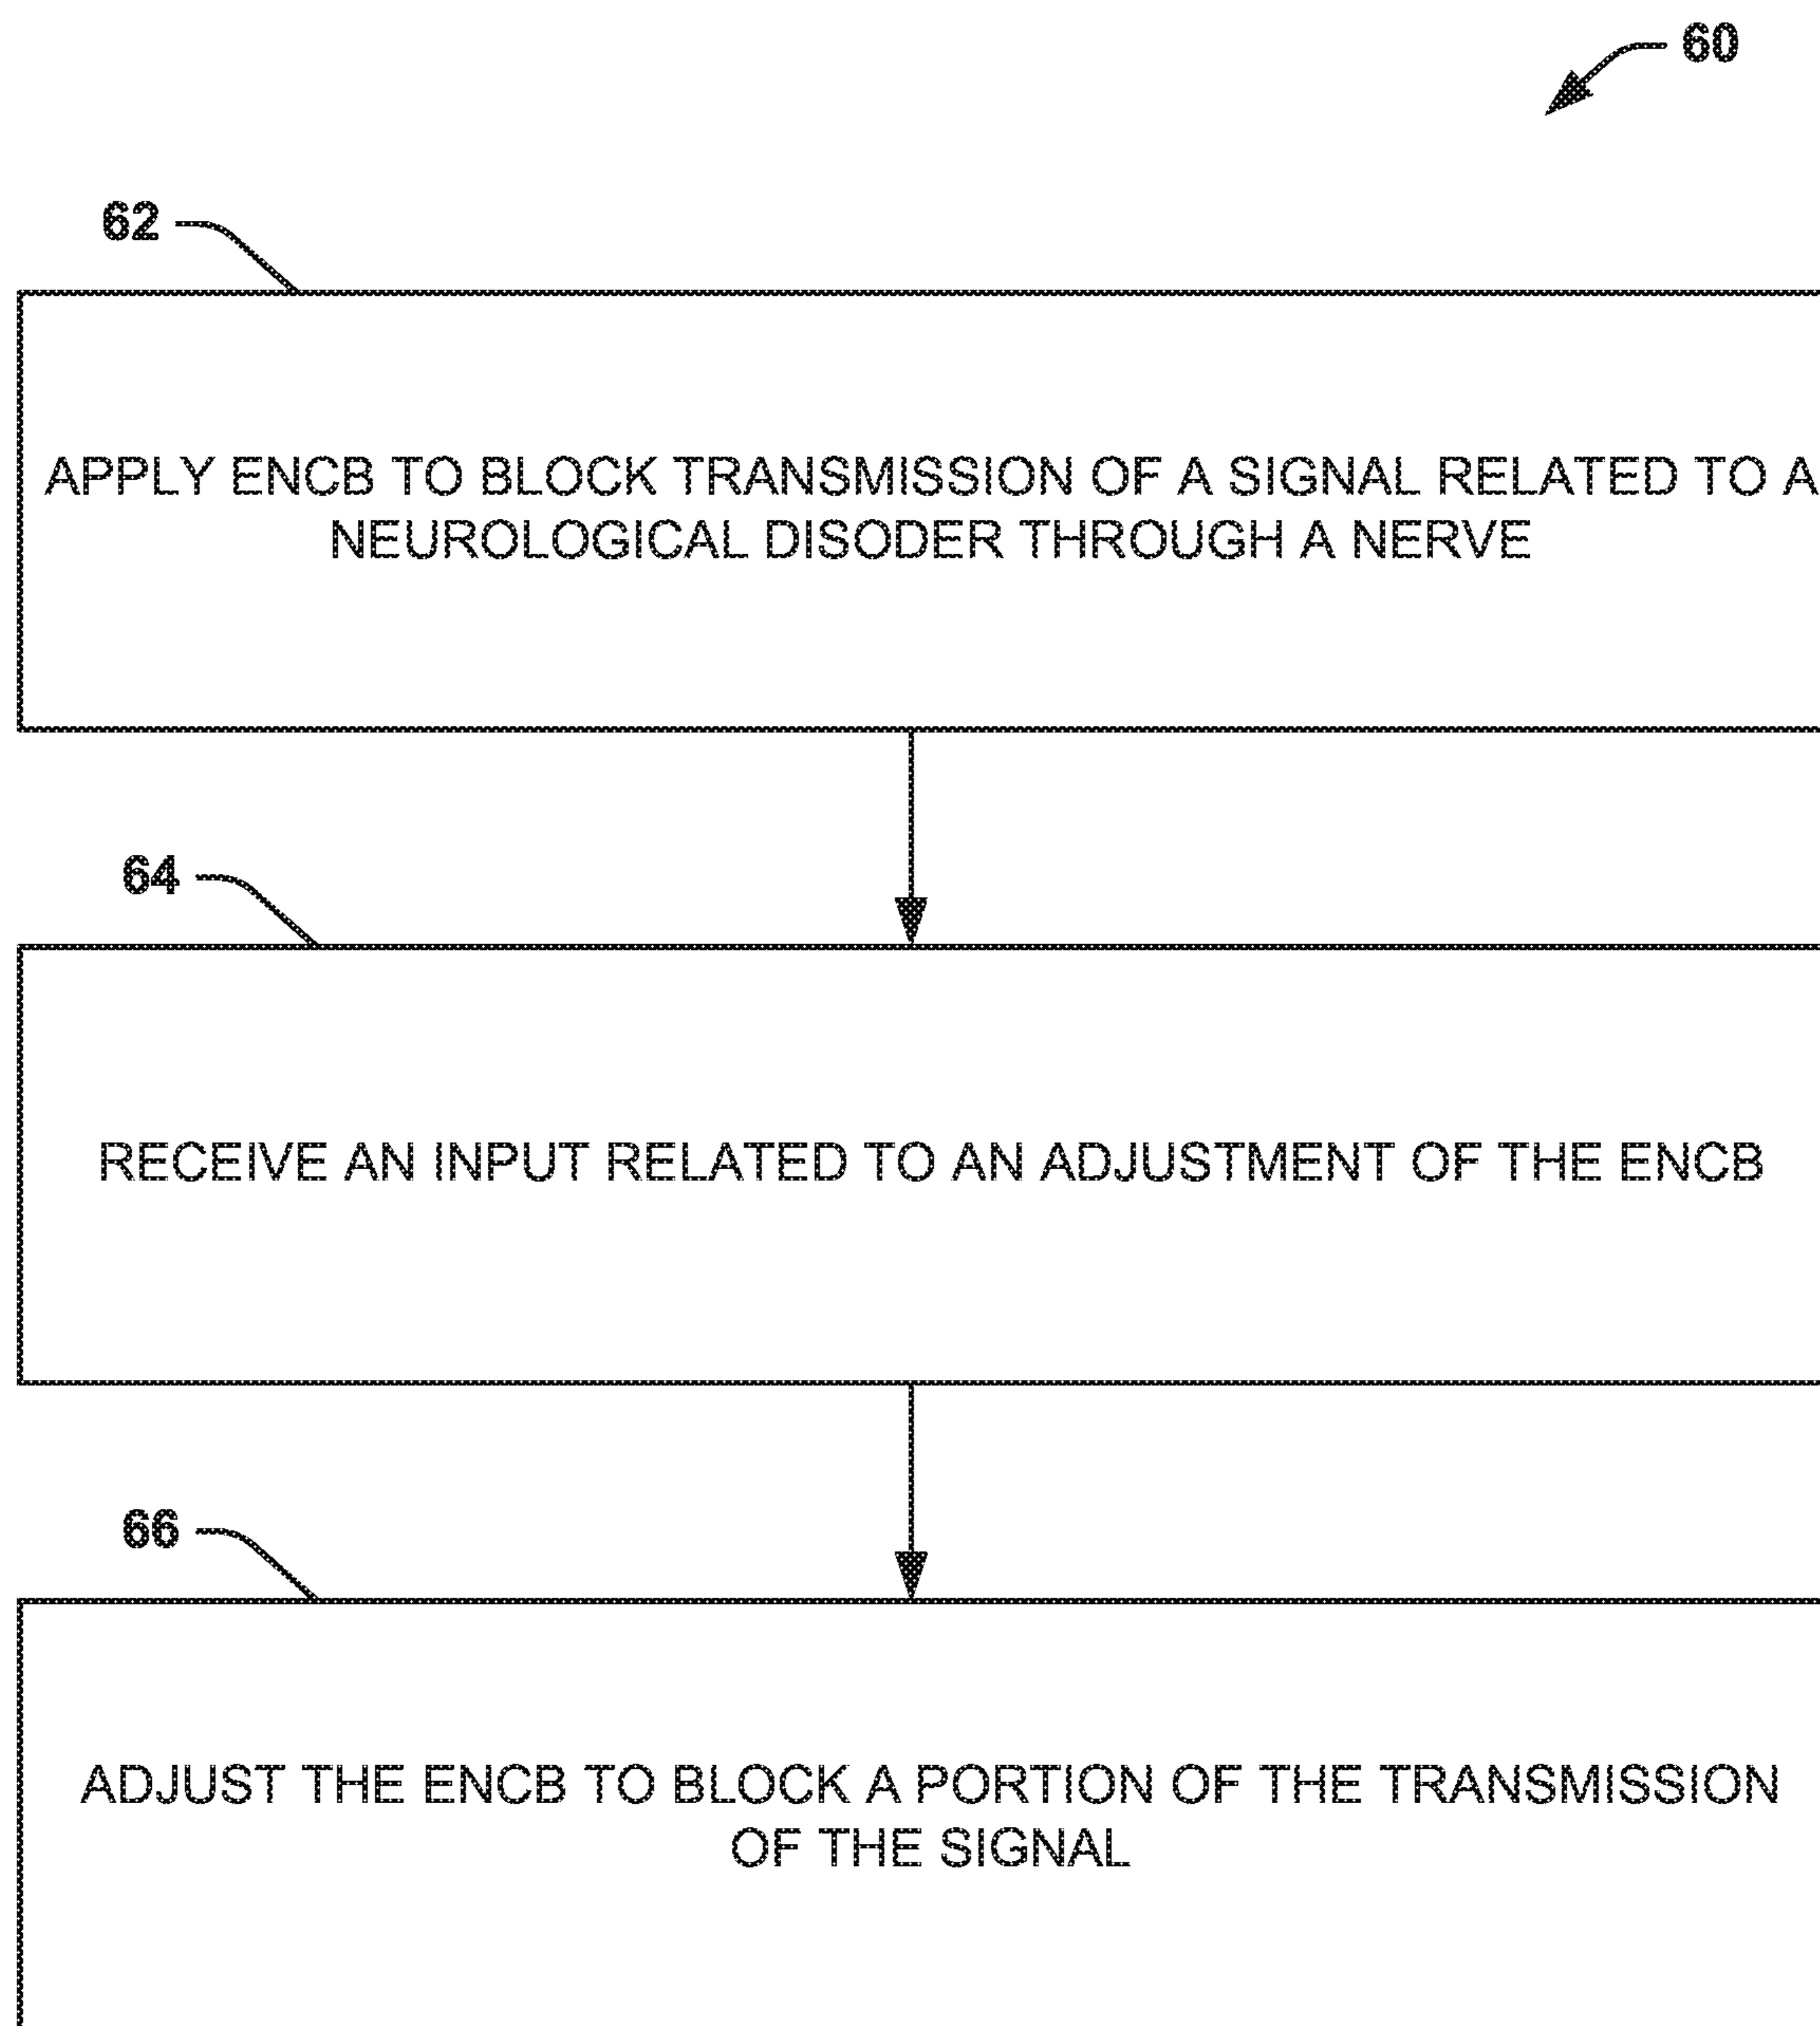 60
62
APPLY ENCB TO BLOCK TRANSMISSION OF A SIGNAL RELATED TO A
NEUROLOGICAL DISODER THROUGH A NERVE
64
RECEIVE AN INPUT RELATED TO AN ADJUSTMENT OF THE ENCB
66
ADJUST THE ENCB TO BLOCK A PORTION OF THE TRANSMISSION
OF THE SIGNAL